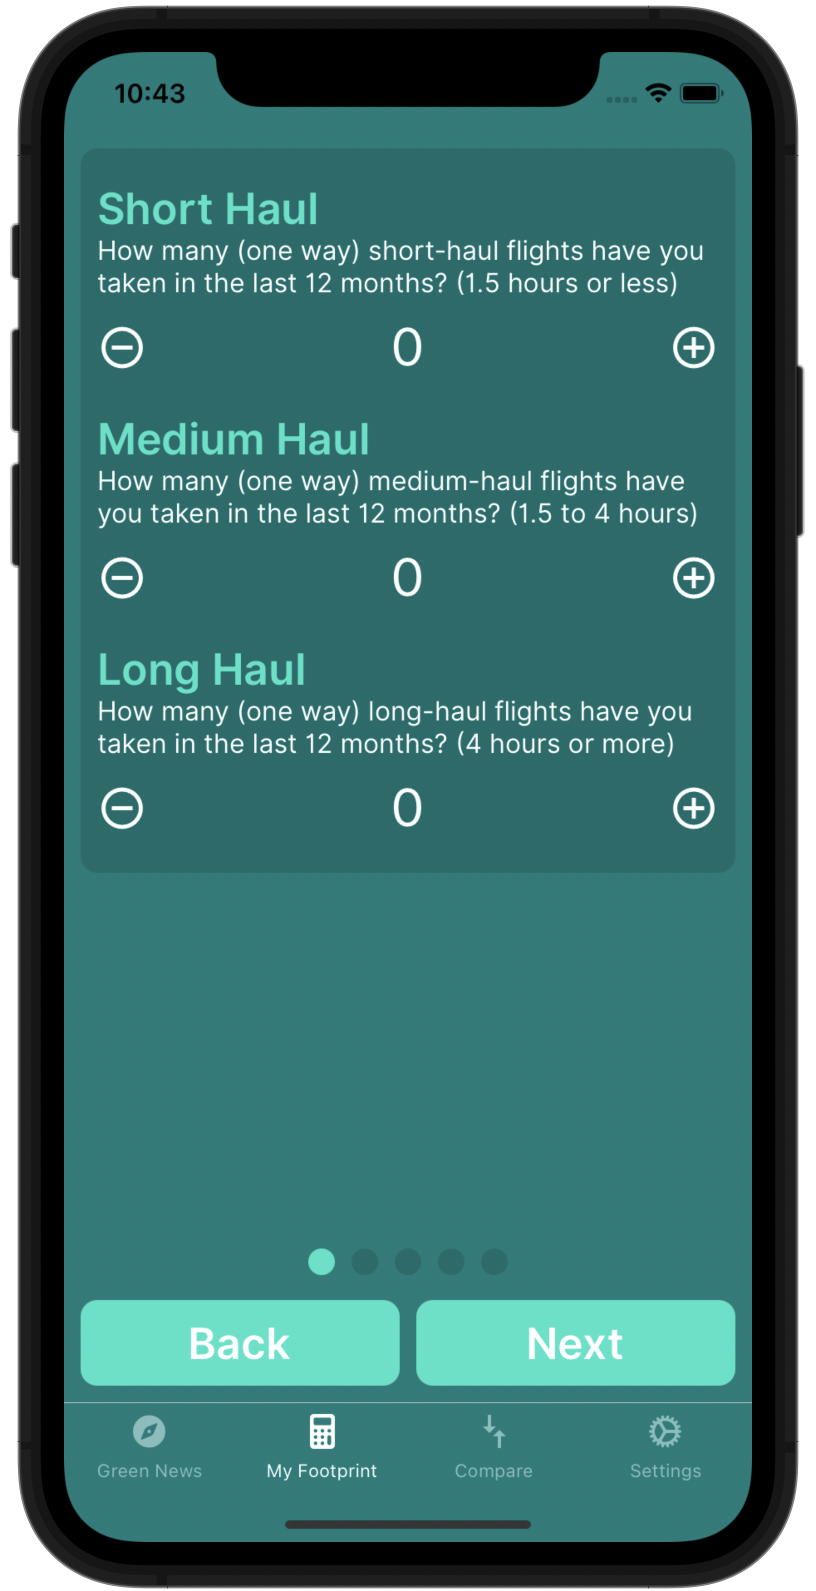 10:43
Short Haul
How many (one way) short-haul flights have you
taken in the last 12 months? (1.5 hours or less)
0
Medium Haul
How many (one way) medium-haul flights have
you taken in the last 12 months? (1.5 to 4 hours)
0
Long Haul
How many (one way) long-haul flights have you
taken in the last 12 months? (4 hours or more)
0
Back Next
Green News My Footprint Compare Settings